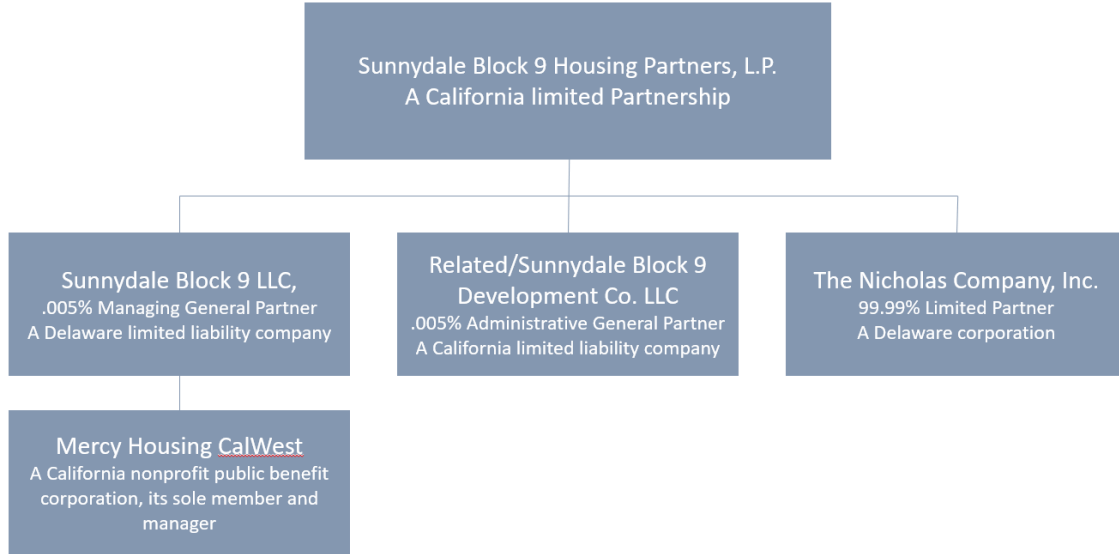 Sunnydale Block 9 Housing Partners, L.P.
A California limited Partnership
Sunnydale Block 9 LLC,
.005% Managing General Partner
A Delaware limited liability company
Related/Sunnydale Block 9
Development Co. LLC
.005% Administrative General Partner
A California limited liability company
The Nicholas Company, Inc.
99.99% Limited Partner
A Delaware corporation
Mercy Housing CalWest
A California nonprofit public benefit
corporation, its sole member and
manager